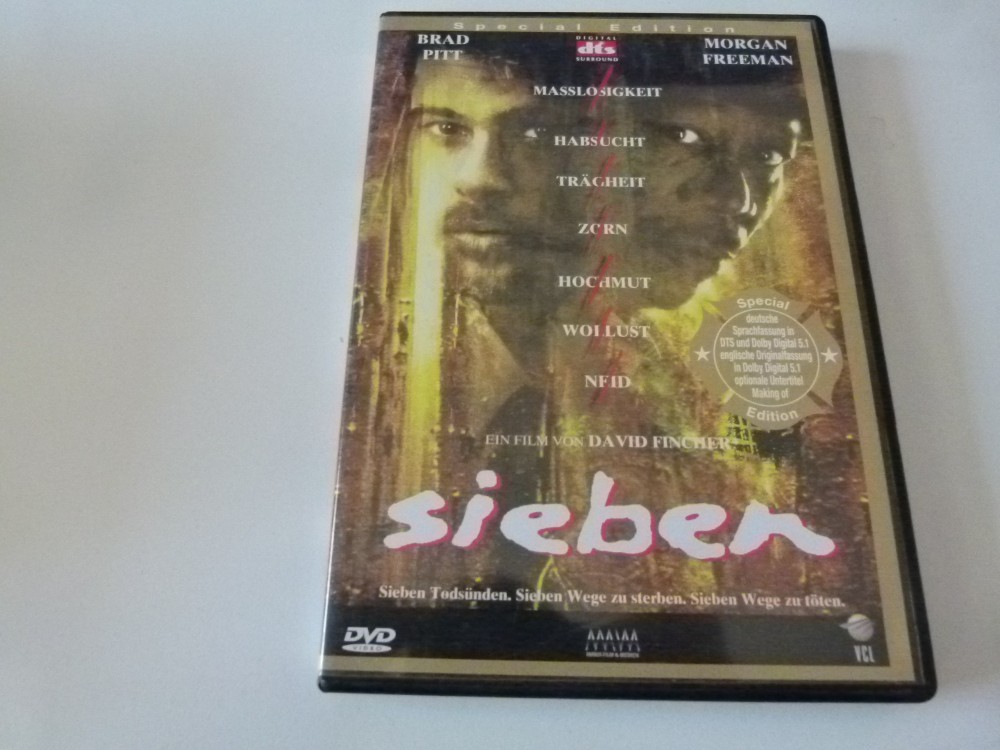 Special Edition
BRAD
PITT
DIGITAL
dts
SURROUND
MORGAN
FREEMAN
MASSLOSIGKEIT
HABSUCHT
TRÄGHEIT
ZORN
HOCHMUT
WOLLUST
NEID
Special
deutsche
Sprachfassung in
DTS und Dolby Digital 5.1
englische Originalfassung
in Dolby Digital 5.1
optionale Untertitel
Making of
Edition
EIN FILM VON DAVID FINCHER
sieben
Sieben Todsünden. Sieben Wege zu sterben. Sieben Wege zu töten.
DVD
VIDEO
VCL